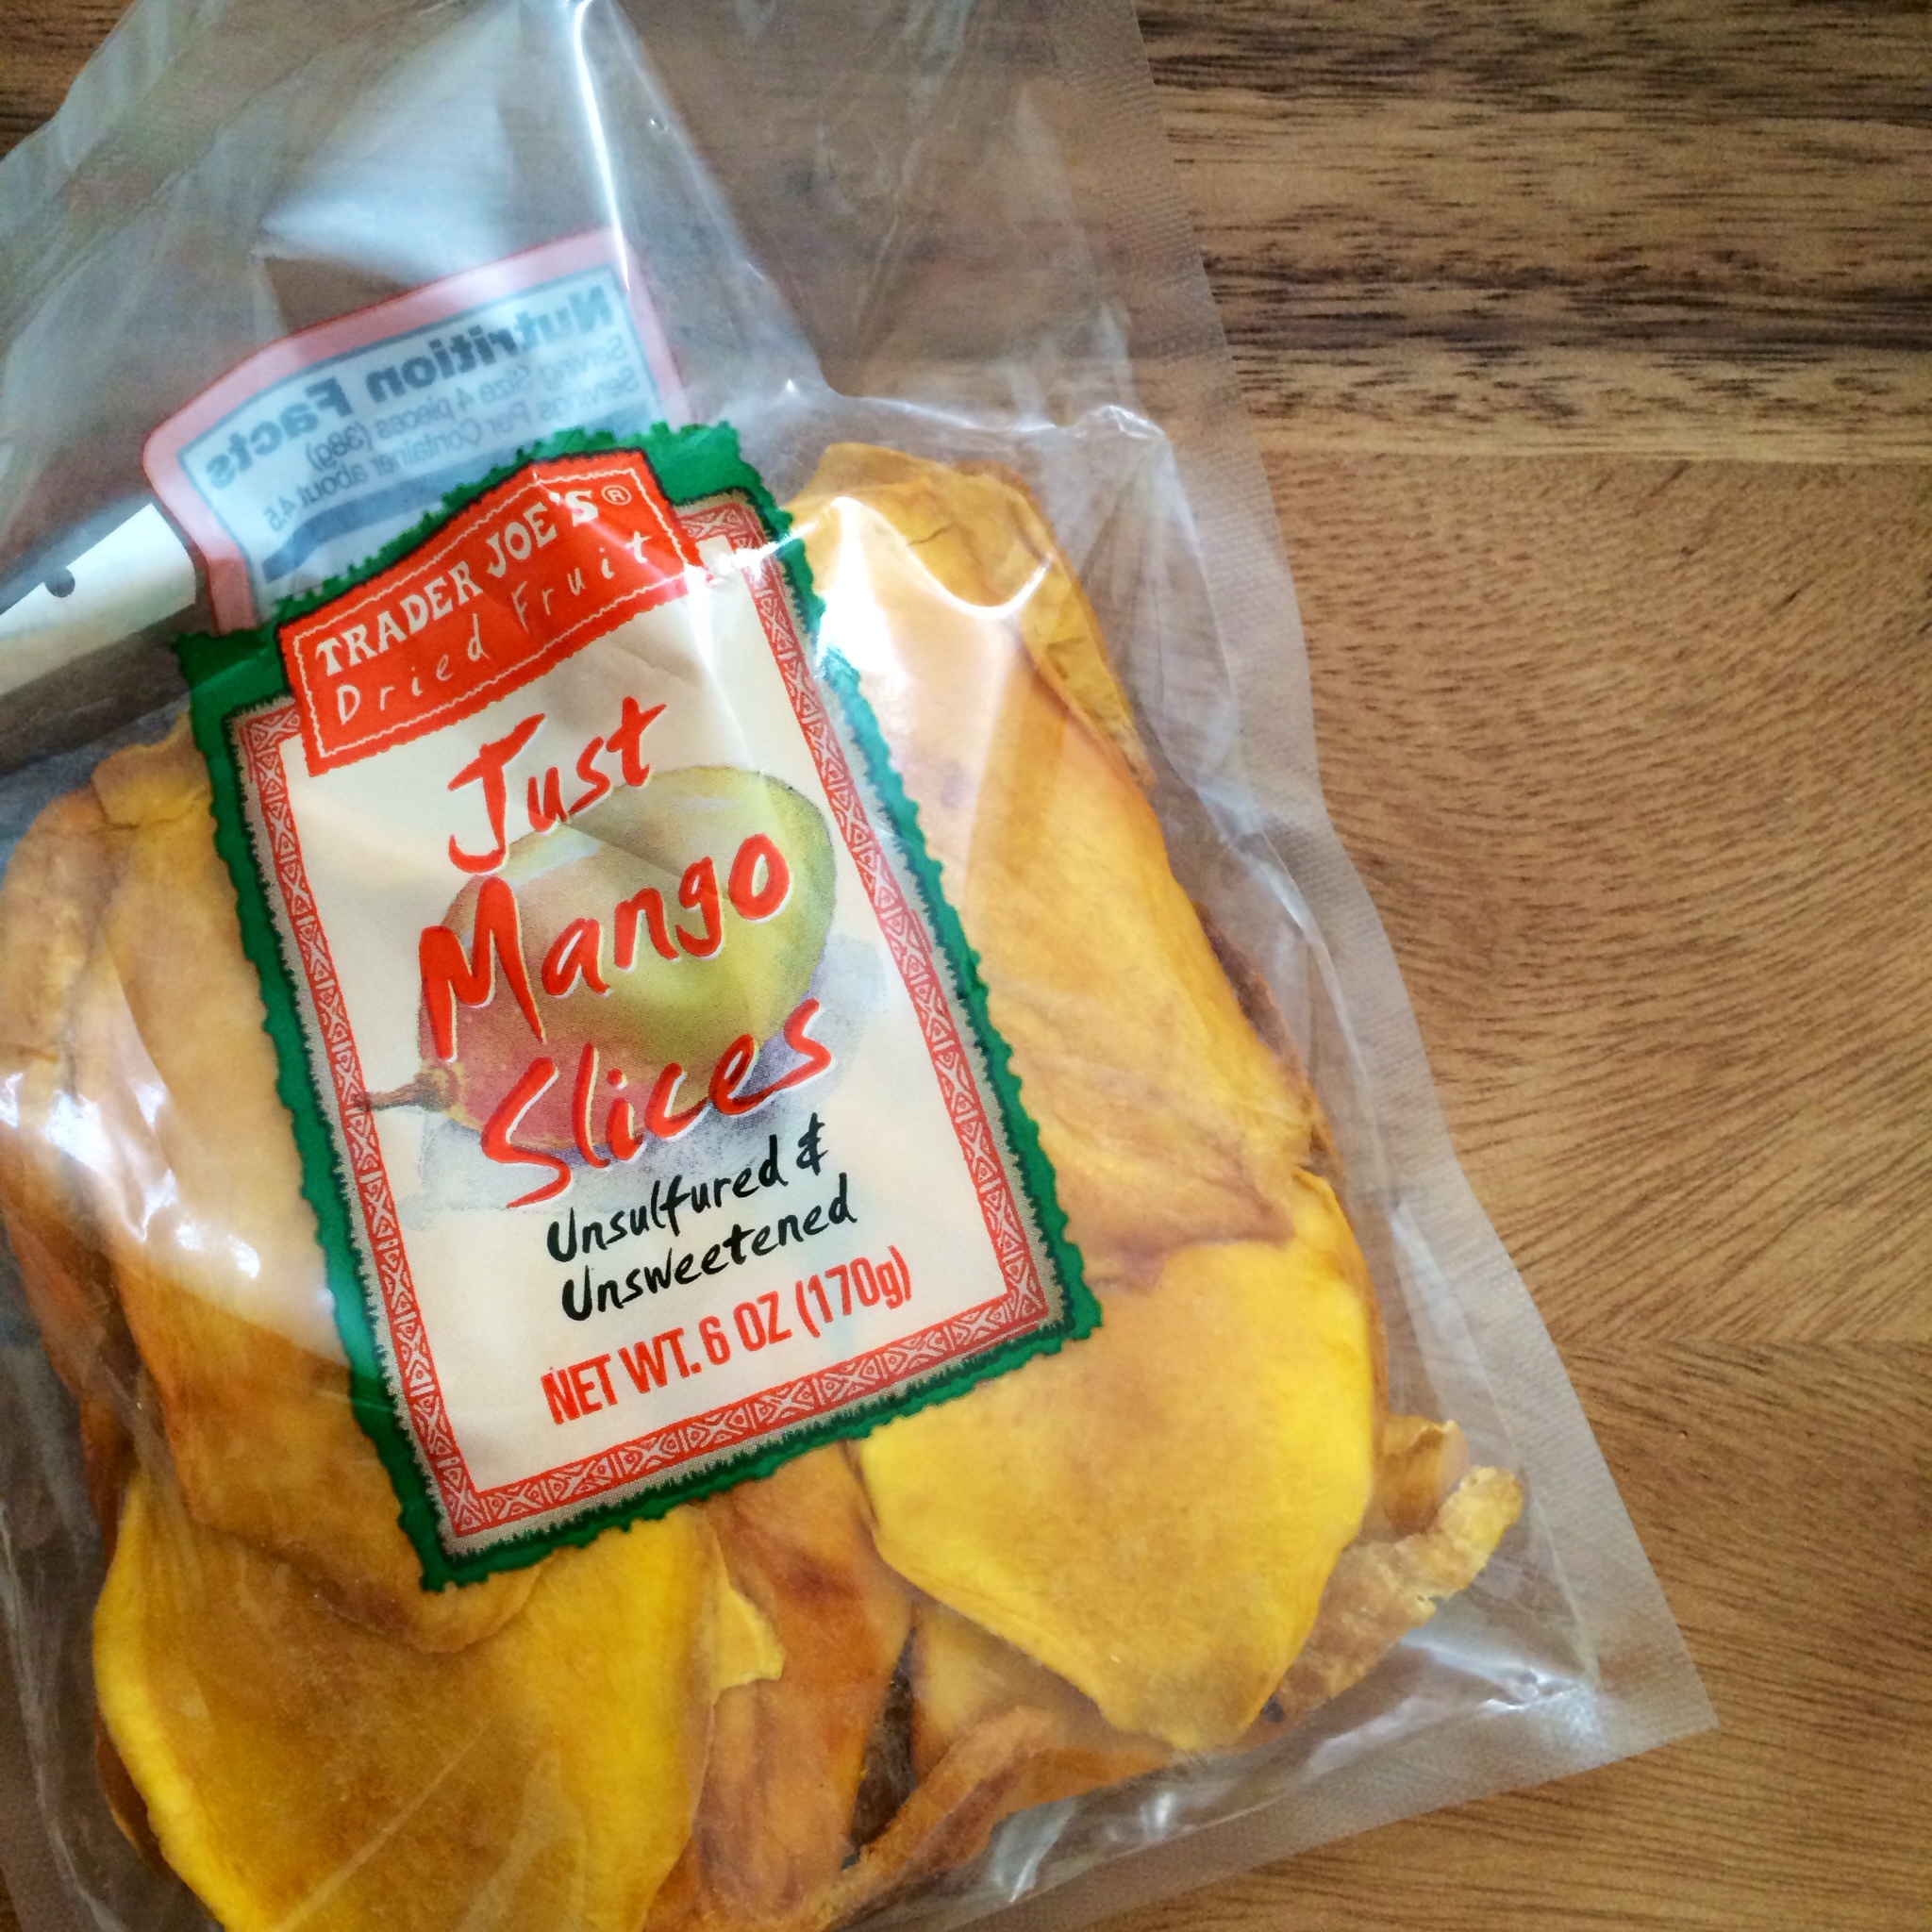 Nutrition Facts
Serving Size 4 pieces (38g)
Servings Per Container about 4.5
TRADER JOE'S®
Dried Fruit
Just
Mango
Slices
Unsulfured &
Unsweetened
NET WT. 6 OZ (170g)